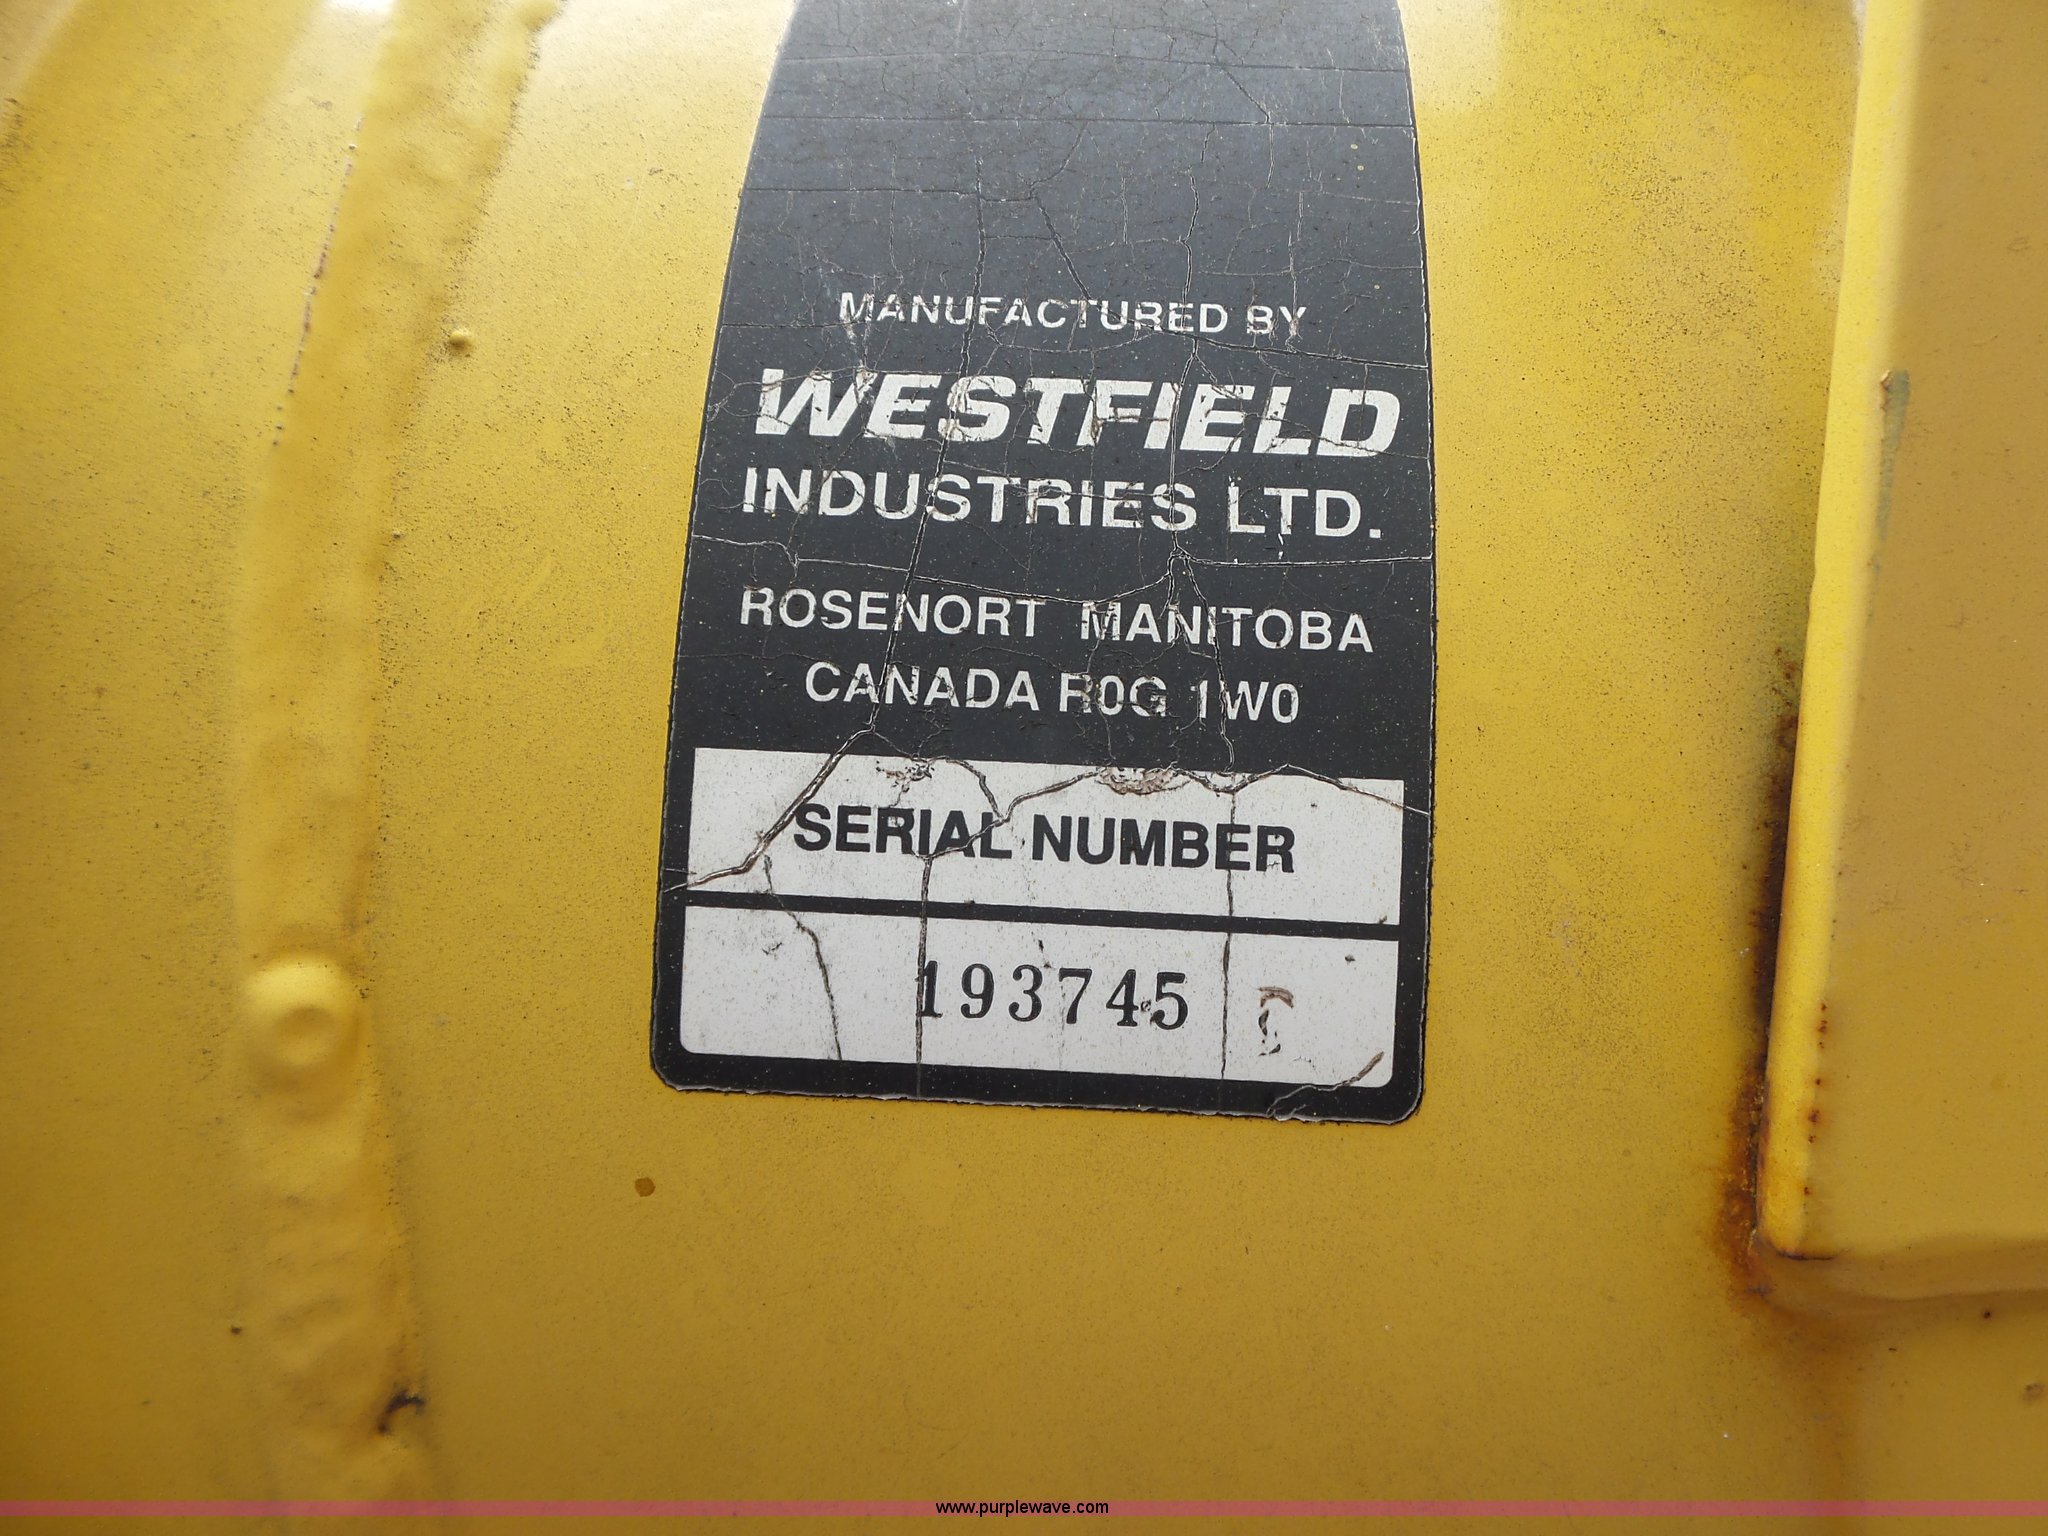 MANUFACTURED BY
WESTFIELD
INDUSTRIES LTD.
ROSENORT MANITOBA
CANADA R0G 1W0
SERIAL NUMBER
193745
www.purplewave.com